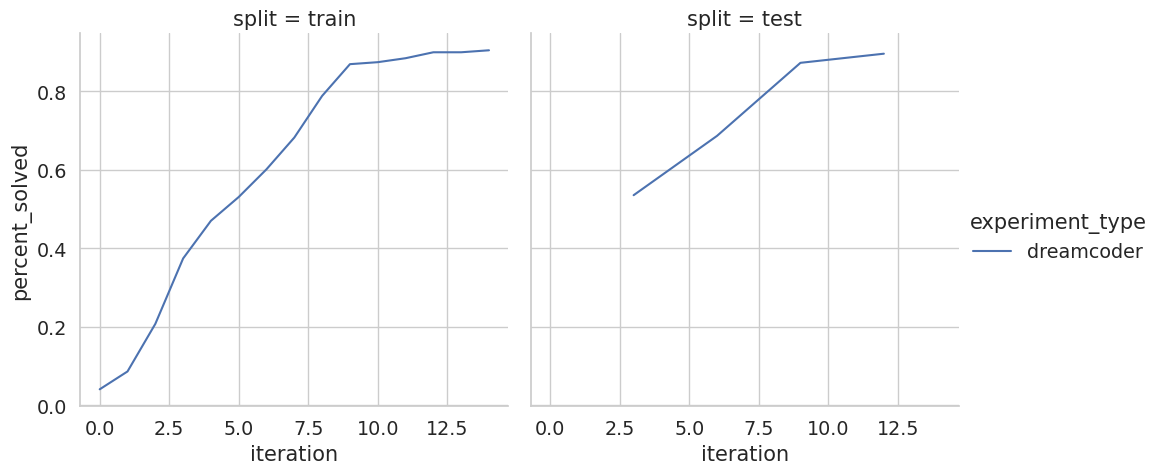 split = train
split = test
percent_solved
0.8
0.6
0.4
0.2
0.0
0.0 2.5 5.0 7.5 10.0 12.5
iteration
0.0 2.5 5.0 7.5 10.0 12.5
iteration
experiment_type
dreamcoder